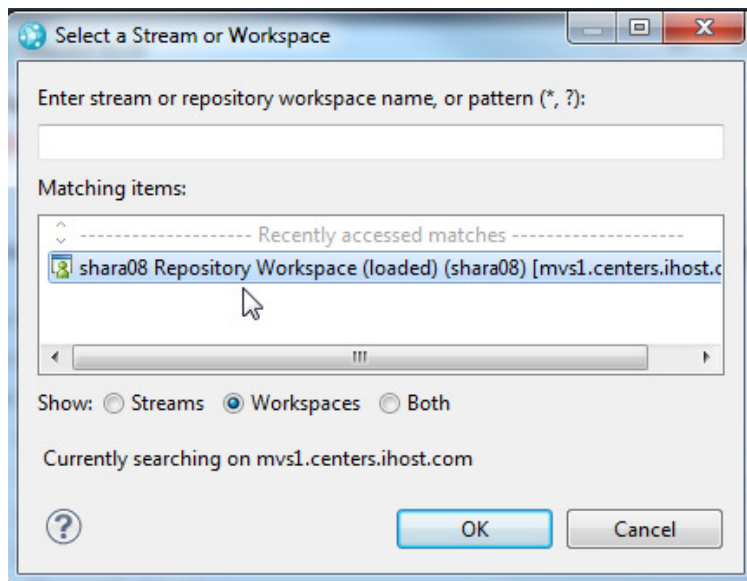 Select a Stream or Workspace
Enter stream or repository workspace name, or pattern (*, ?):
Matching items:
-------------------- Recently accessed matches --------------------
shara08 Repository Workspace (loaded) (shara08) [mvs1.centers.ihost.c
Show: Streams Workspaces Both
Currently searching on mvs1.centers.ihost.com
? OK Cancel